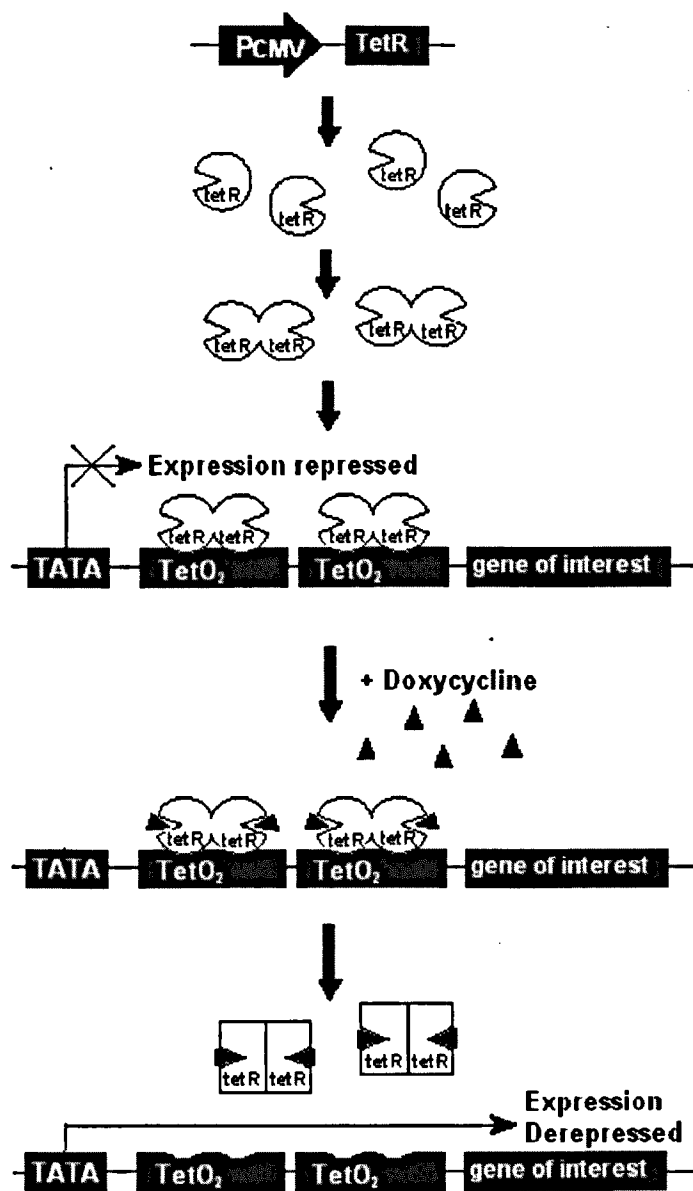 PCMV TetR
tetR tetR tetR tetR
tetR tetR tetR tetR
Expression repressed
tetR tetR tetR tetR
TATA TetO2 TetO2 gene of interest
+ Doxycycline
tetR tetR tetR tetR
TATA TetO2 TetO2 gene of interest
tetR tetR tetR tetR
Expression
Derepressed
TATA TetO2 TetO2 gene of interest